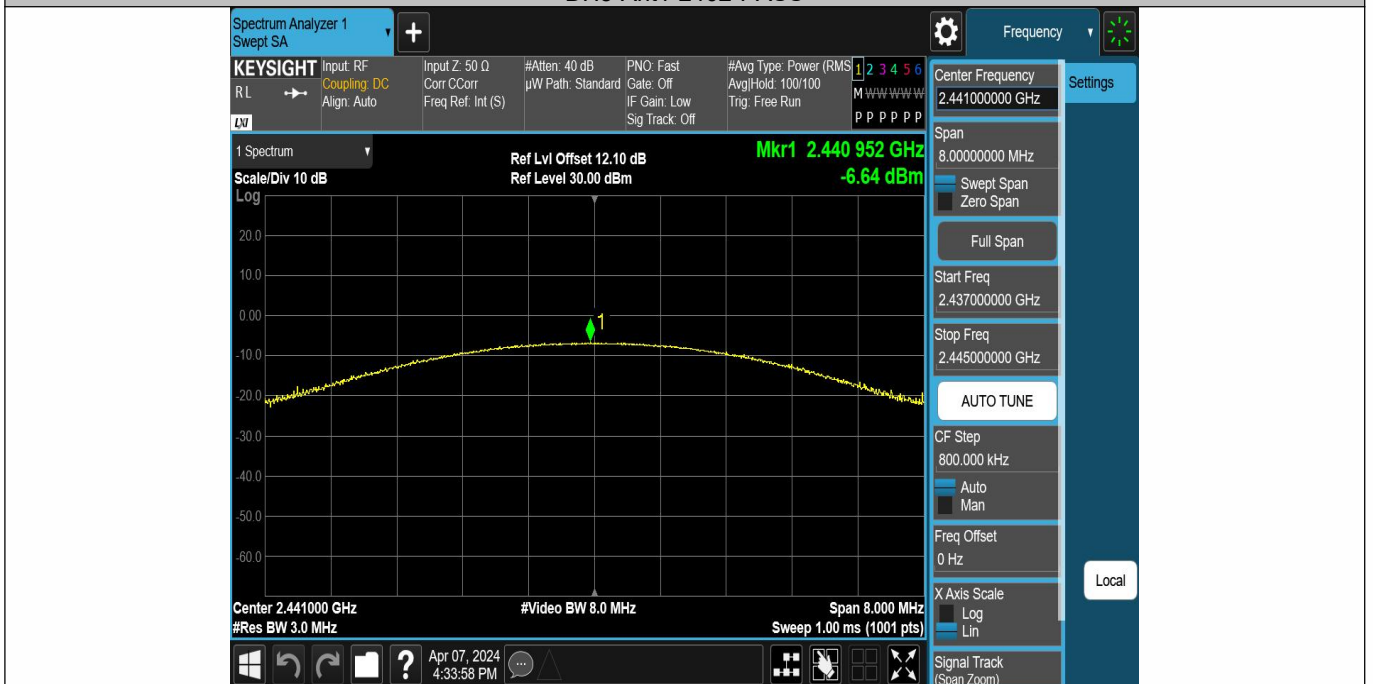 Spectrum Analyzer 1
Swept SA
+
Frequency
KEYSIGHT
RL
LXI
Input: RF
Coupling: DC
Align: Auto
Input Z: 50 Ω
Corr CCorr
Freq Ref: Int (S)
#Atten: 40 dB
µW Path: Standard
PNO: Fast
Gate: Off
IF Gain: Low
Sig Track: Off
#Avg Type: Power (RMS
Avg|Hold: 100/100
Trig: Free Run
1 2 3 4 5 6
M W W W W W
P P P P P P
1 Spectrum
Scale/Div 10 dB
Log
Ref Lvl Offset 12.10 dB
Ref Level 30.00 dBm
Mkr1 2.440 952 GHz
-6.64 dBm
20.0
10.0
0.00
1
-10.0
-20.0
-30.0
-40.0
-50.0
-60.0
Center 2.441000 GHz
#Res BW 3.0 MHz
#Video BW 8.0 MHz
Span 8.000 MHz
Sweep 1.00 ms (1001 pts)
Center Frequency
2.441000000 GHz
Settings
Span
8.00000000 MHz
Swept Span
Zero Span
Full Span
Start Freq
2.437000000 GHz
Stop Freq
2.445000000 GHz
AUTO TUNE
CF Step
800.000 kHz
Auto
Man
Freq Offset
0 Hz
X Axis Scale
Log
Lin
Local
Signal Track
(Span Zoom)
?
Apr 07, 2024
4:33:58 PM